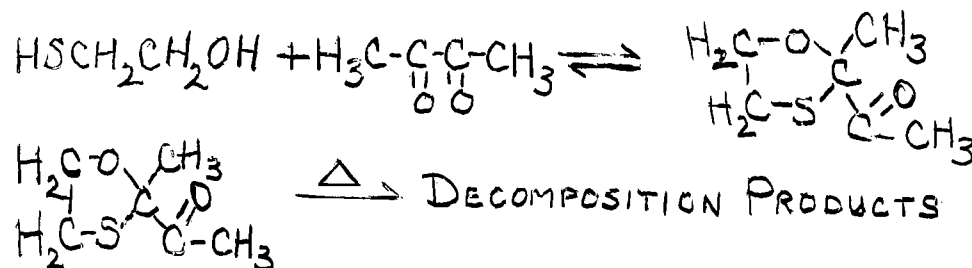 HSCH2CH2OH + H3C-C-C-CH3 ⇌ H2C-O CH3
O O C O
H2C-S C-CH3
H2C-O CH3
C O Δ → DECOMPOSITION PRODUCTS
H2C-S C-CH3